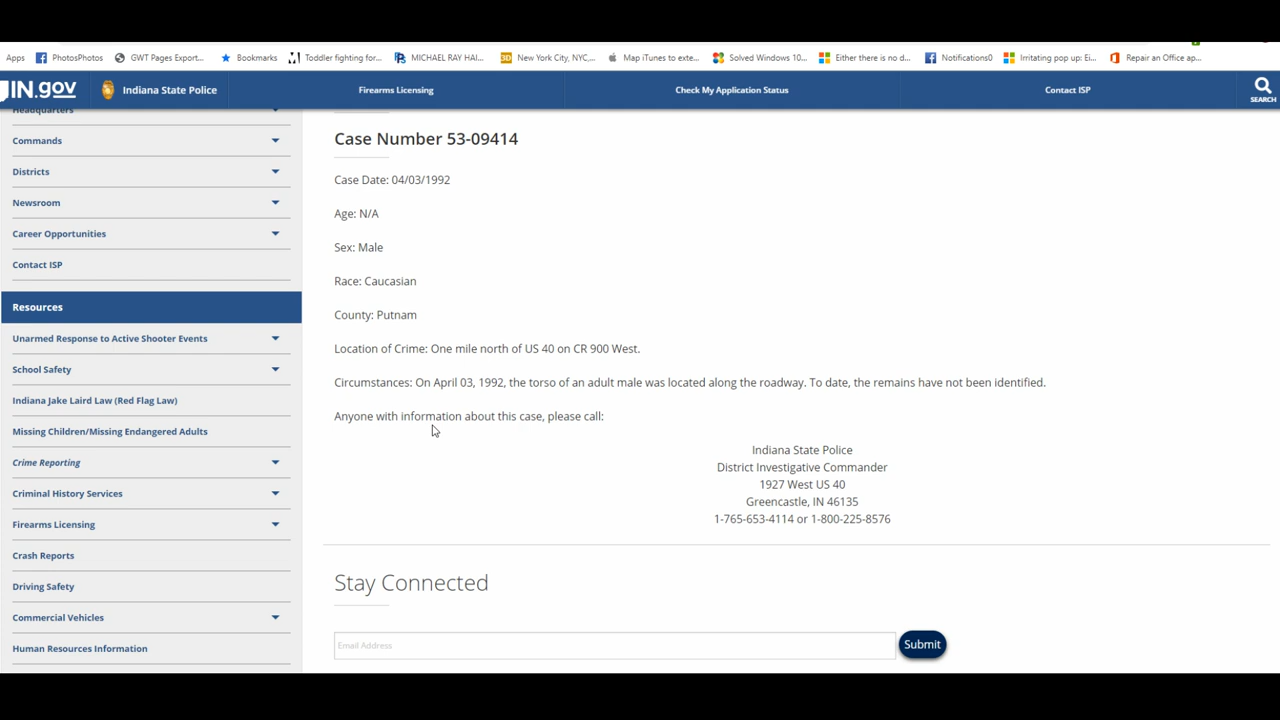 Apps PhotosPhotos GWT Pages Export... Bookmarks Toddler fighting for... MICHAEL RAY HAI... New York City, NYC,... Map iTunes to exte... Solved Windows 10... Either there is no d... Notifications0 Irritating pop up: Ei... Repair an Office ap...
IN.gov Indiana State Police Firearms Licensing Check My Application Status Contact ISP SEARCH
Headquarters
Commands
Districts
Newsroom
Career Opportunities
Contact ISP
Resources
Unarmed Response to Active Shooter Events
School Safety
Indiana Jake Laird Law (Red Flag Law)
Missing Children/Missing Endangered Adults
Crime Reporting
Criminal History Services
Firearms Licensing
Crash Reports
Driving Safety
Commercial Vehicles
Human Resources Information
Case Number 53-09414
Case Date: 04/03/1992
Age: N/A
Sex: Male
Race: Caucasian
County: Putnam
Location of Crime: One mile north of US 40 on CR 900 West.
Circumstances: On April 03, 1992, the torso of an adult male was located along the roadway. To date, the remains have not been identified.
Anyone with information about this case, please call:
Indiana State Police
District Investigative Commander
1927 West US 40
Greencastle, IN 46135
1-765-653-4114 or 1-800-225-8576
Stay Connected
Email Address
Submit